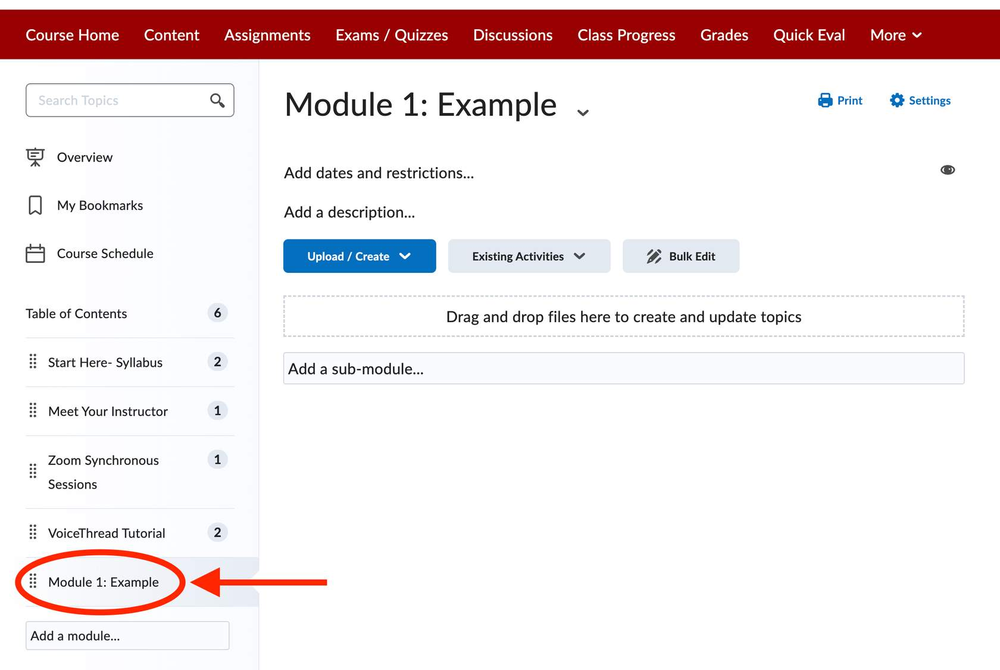 Course Home Content Assignments Exams / Quizzes Discussions Class Progress Grades Quick Eval More
Search Topics
Overview
My Bookmarks
Course Schedule
Table of Contents 6
Start Here- Syllabus 2
Meet Your Instructor 1
Zoom Synchronous 1
Sessions
VoiceThread Tutorial 2
Module 1: Example
Add a module...
Module 1: Example
Print Settings
Add dates and restrictions...
Add a description...
Upload / Create Existing Activities Bulk Edit
Drag and drop files here to create and update topics
Add a sub-module...